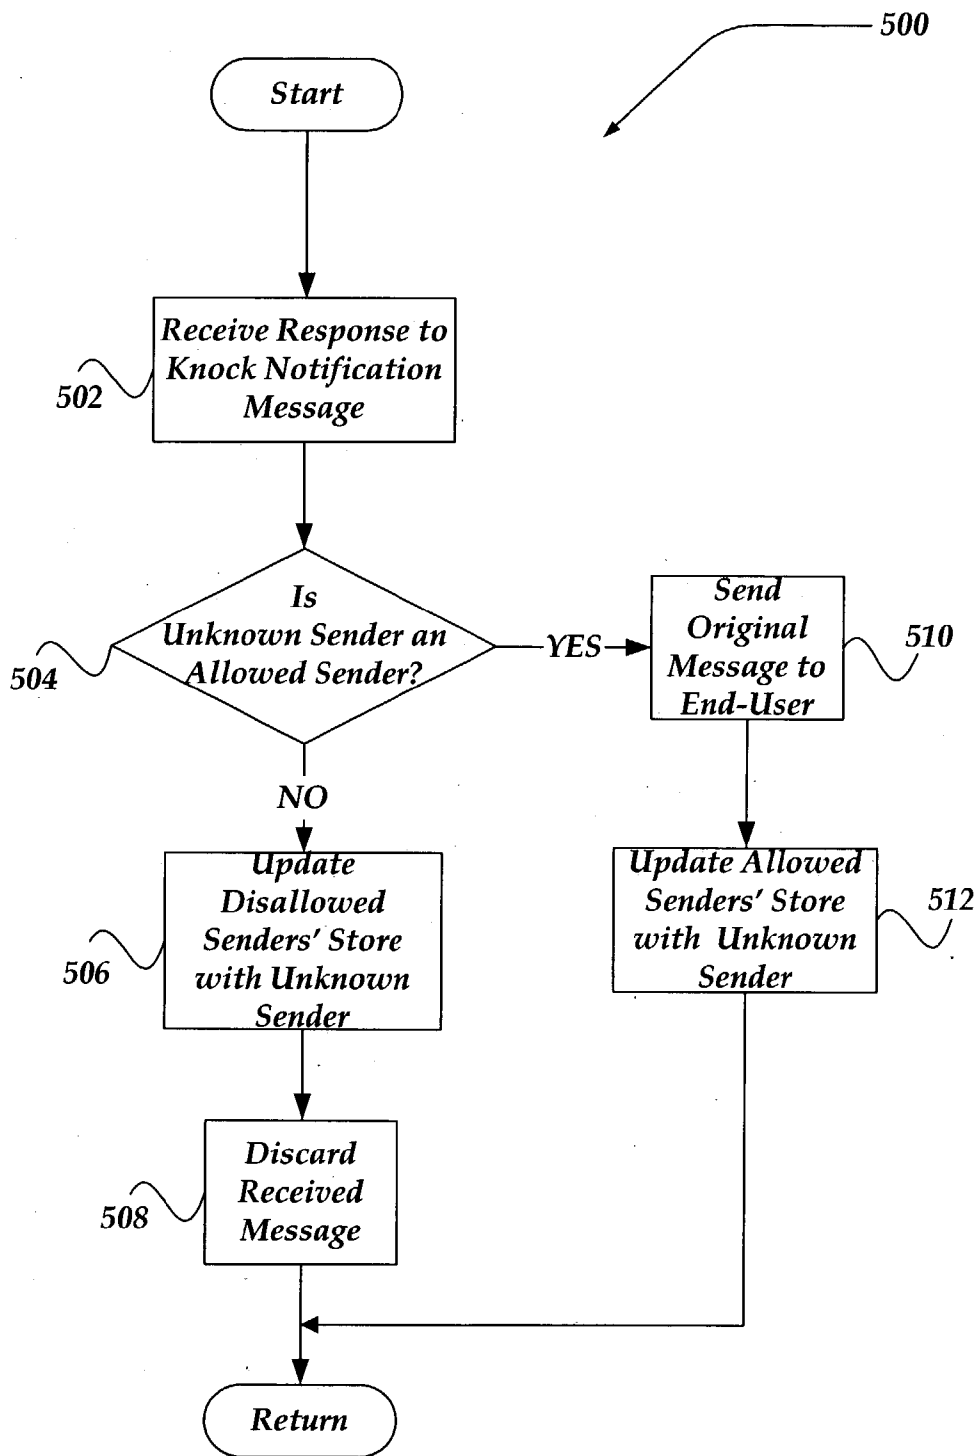 500
Start
Receive Response to
Knock Notification
Message
502
Is
Unknown Sender an
Allowed Sender?
504
YES
Send
Original
Message to
End-User
510
NO
Update
Disallowed
Senders' Store
with Unknown
Sender
506
Update Allowed
Senders' Store
with Unknown
Sender
512
Discard
Received
Message
508
Return